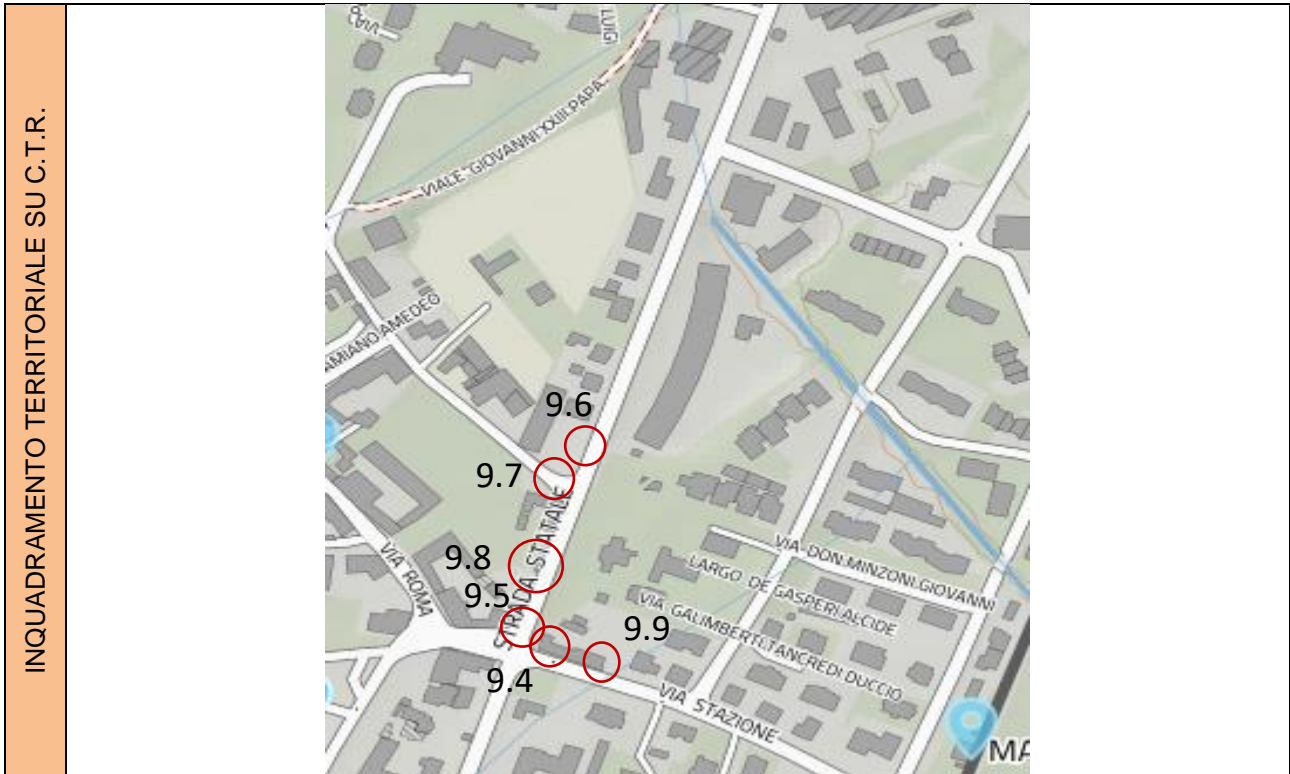 INQUADRAMENTO TERRITORIALE SU C.T.R.
VIA
LUIGI
VIALE GIOVANNI XXIII PAPA
AMIANO AMEDEO
9.6
9.7
STRADA STATALE
9.8
9.5
VIA ROMA
9.4
9.9
VIA DON MINZONI GIOVANNI
LARGO DE GASPERI ALCIDE
VIA GALIMBERTI TANCREDI DUCCIO
VIA STAZIONE
MA